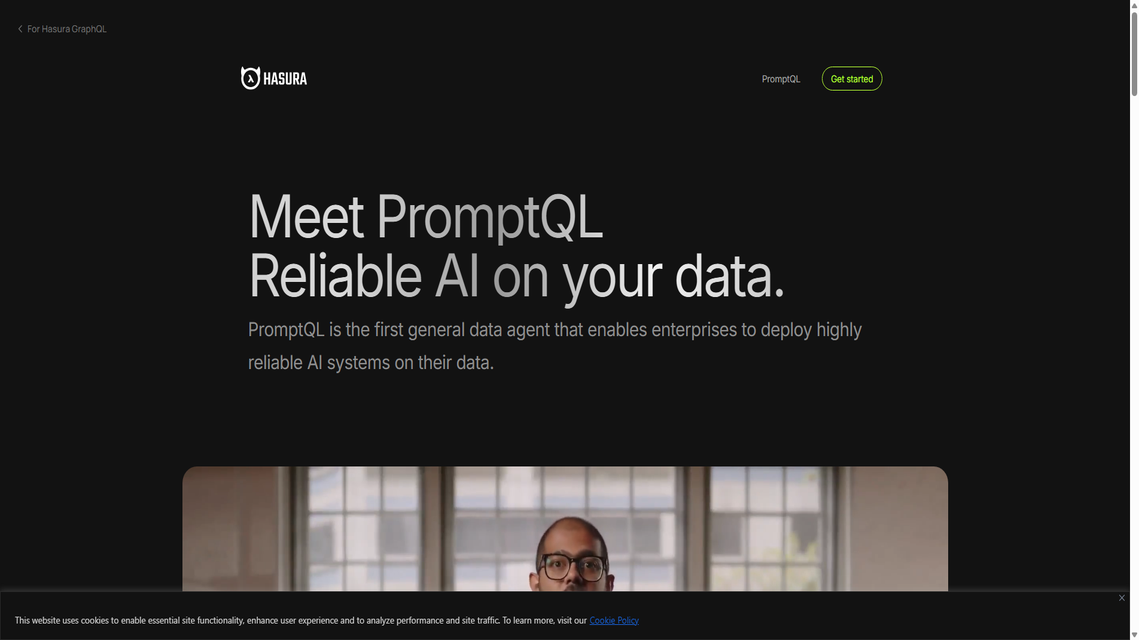 For Hasura GraphQL
HASURA
PromptQL
Get started
Meet PromptQL
Reliable AI on your data.
PromptQL is the first general data agent that enables enterprises to deploy highly
reliable AI systems on their data.
This website uses cookies to enable essential site functionality, enhance user experience and to analyze performance and site traffic. To learn more, visit our Cookie Policy